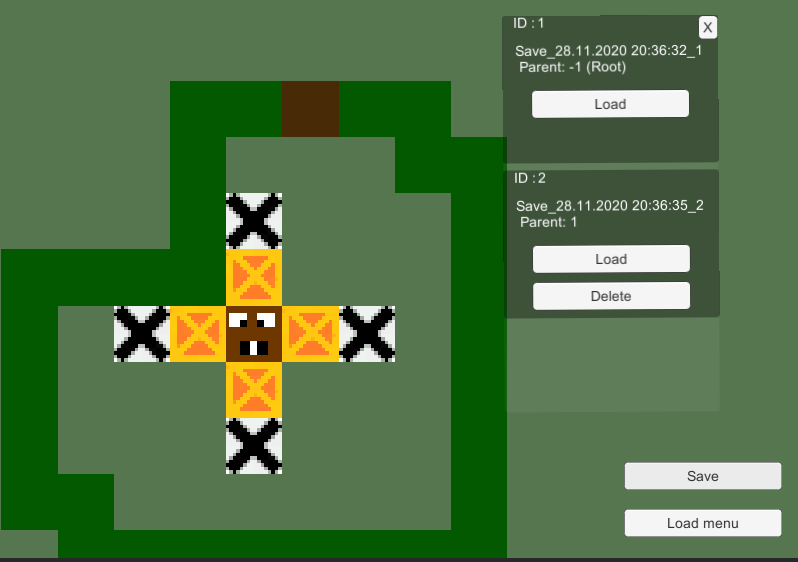 ID : 1
X
Save_28.11.2020 20:36:32_1
Parent: -1 (Root)
Load
ID : 2
Save_28.11.2020 20:36:35_2
Parent: 1
Load
Delete
Save
Load menu